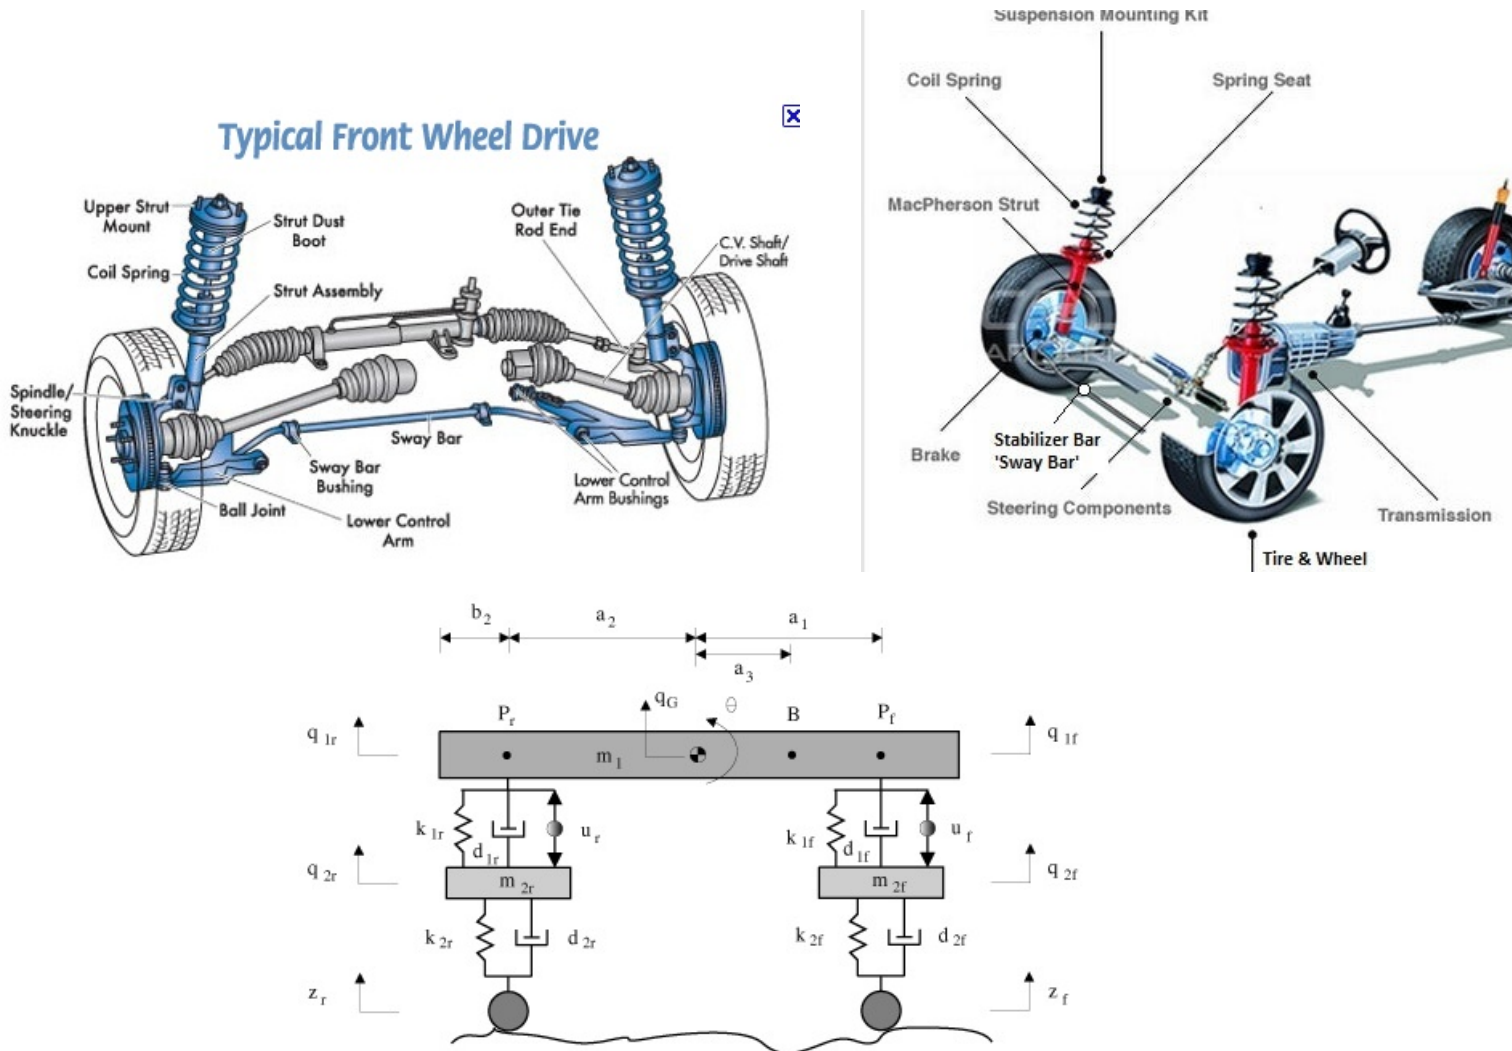 Typical Front Wheel Drive
Upper Strut
Mount
Strut Dust
Boot
Coil Spring
Strut Assembly
Outer Tie
Rod End
C.V. Shaft/
Drive Shaft
Spindle/
Steering
Knuckle
Sway Bar
Sway Bar
Bushing
Ball Joint
Lower Control
Arm
Lower Control
Arm Bushings
Suspension Mounting Kit
Coil Spring
Spring Seat
MacPherson Strut
Brake
Stabilizer Bar
'Sway Bar'
Steering Components
Transmission
Tire & Wheel
b2
a2
a1
a3
qG
θ
Pr
B
Pf
q1r
m1
q1f
k1r
d1r
ur
k1f
d1f
uf
q2r
m2r
m2f
q2f
k2r
d2r
k2f
d2f
zr
zf